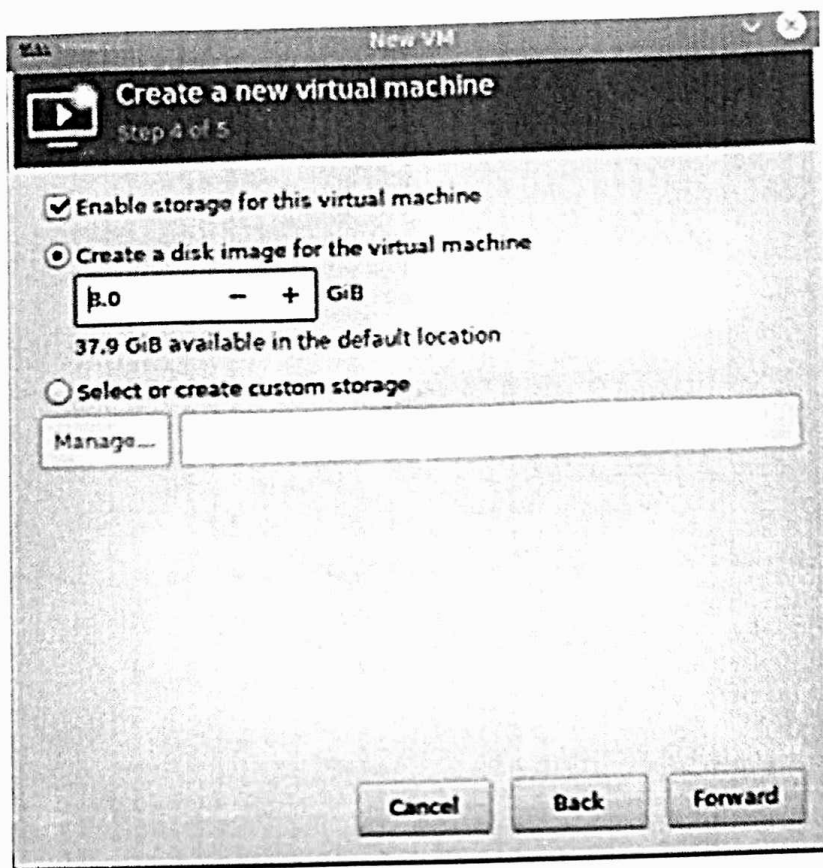 New VM
Create a new virtual machine
Step 4 of 5
Enable storage for this virtual machine
Create a disk image for the virtual machine
8.0 - + GiB
37.9 GiB available in the default location
Select or create custom storage
Manage...
Cancel Back Forward